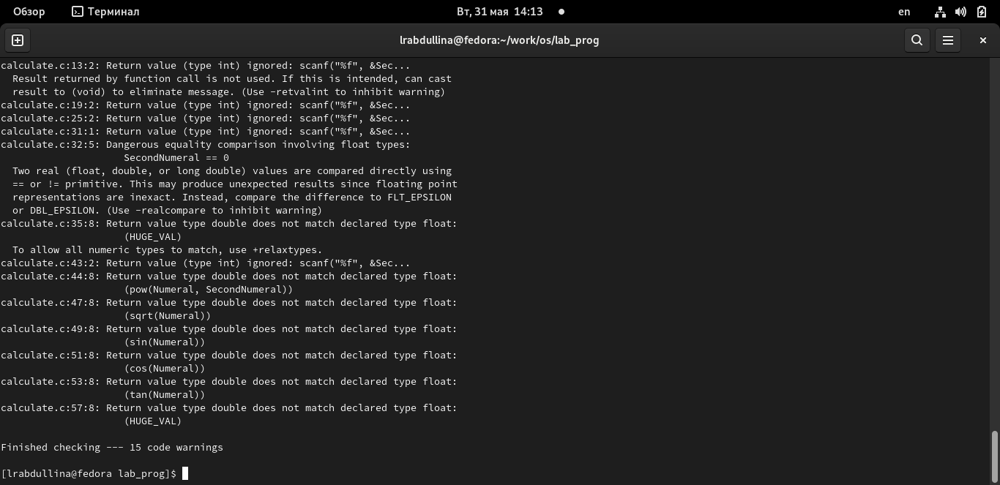 Обзор Терминал Вт, 31 мая 14:13 en
lrabdullina@fedora:~/work/os/lab_prog
calculate.c:13:2: Return value (type int) ignored: scanf("%f", &Sec...
  Result returned by function call is not used. If this is intended, can cast
  result to (void) to eliminate message. (Use -retvalint to inhibit warning)
calculate.c:19:2: Return value (type int) ignored: scanf("%f", &Sec...
calculate.c:25:2: Return value (type int) ignored: scanf("%f", &Sec...
calculate.c:31:1: Return value (type int) ignored: scanf("%f", &Sec...
calculate.c:32:5: Dangerous equality comparison involving float types:
                     SecondNumeral == 0
  Two real (float, double, or long double) values are compared directly using
  == or != primitive. This may produce unexpected results since floating point
  representations are inexact. Instead, compare the difference to FLT_EPSILON
  or DBL_EPSILON. (Use -realcompare to inhibit warning)
calculate.c:35:8: Return value type double does not match declared type float:
                     (HUGE_VAL)
  To allow all numeric types to match, use +relaxtypes.
calculate.c:43:2: Return value (type int) ignored: scanf("%f", &Sec...
calculate.c:44:8: Return value type double does not match declared type float:
                     (pow(Numeral, SecondNumeral))
calculate.c:47:8: Return value type double does not match declared type float:
                     (sqrt(Numeral))
calculate.c:49:8: Return value type double does not match declared type float:
                     (sin(Numeral))
calculate.c:51:8: Return value type double does not match declared type float:
                     (cos(Numeral))
calculate.c:53:8: Return value type double does not match declared type float:
                     (tan(Numeral))
calculate.c:57:8: Return value type double does not match declared type float:
                     (HUGE_VAL)
Finished checking --- 15 code warnings
[lrabdullina@fedora lab_prog]$